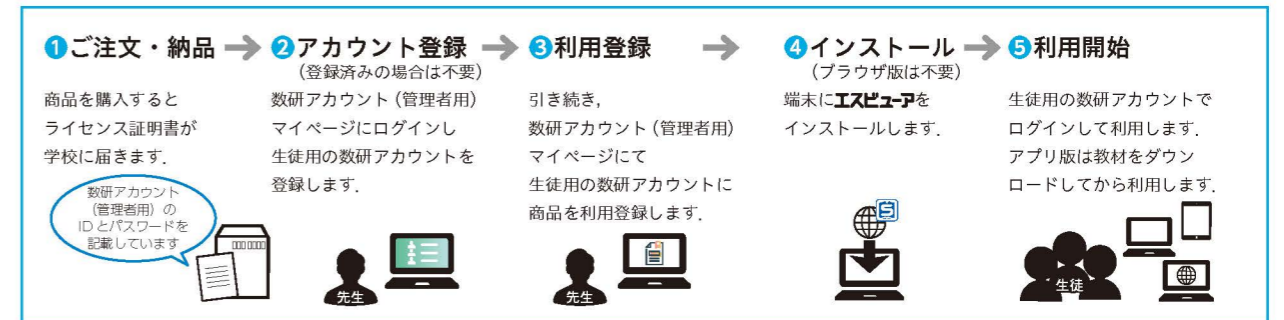 ❶ご注文・納品
商品を購入すると
ライセンス証明書が
学校に届きます.
数研アカウント
（管理者用）の
IDとパスワードを
記載しています
❷アカウント登録
（登録済みの場合は不要）
数研アカウント（管理者用）
マイページにログインし
生徒用の数研アカウントを
登録します.
先生
❸利用登録
引き続き,
数研アカウント（管理者用）
マイページにて
生徒用の数研アカウントに
商品を利用登録します.
先生
❹インストール
（ブラウザ版は不要）
端末にエスビューアを
インストールします.
❺利用開始
生徒用の数研アカウントで
ログインして利用します.
アプリ版は教材をダウン
ロードしてから利用します.
生徒